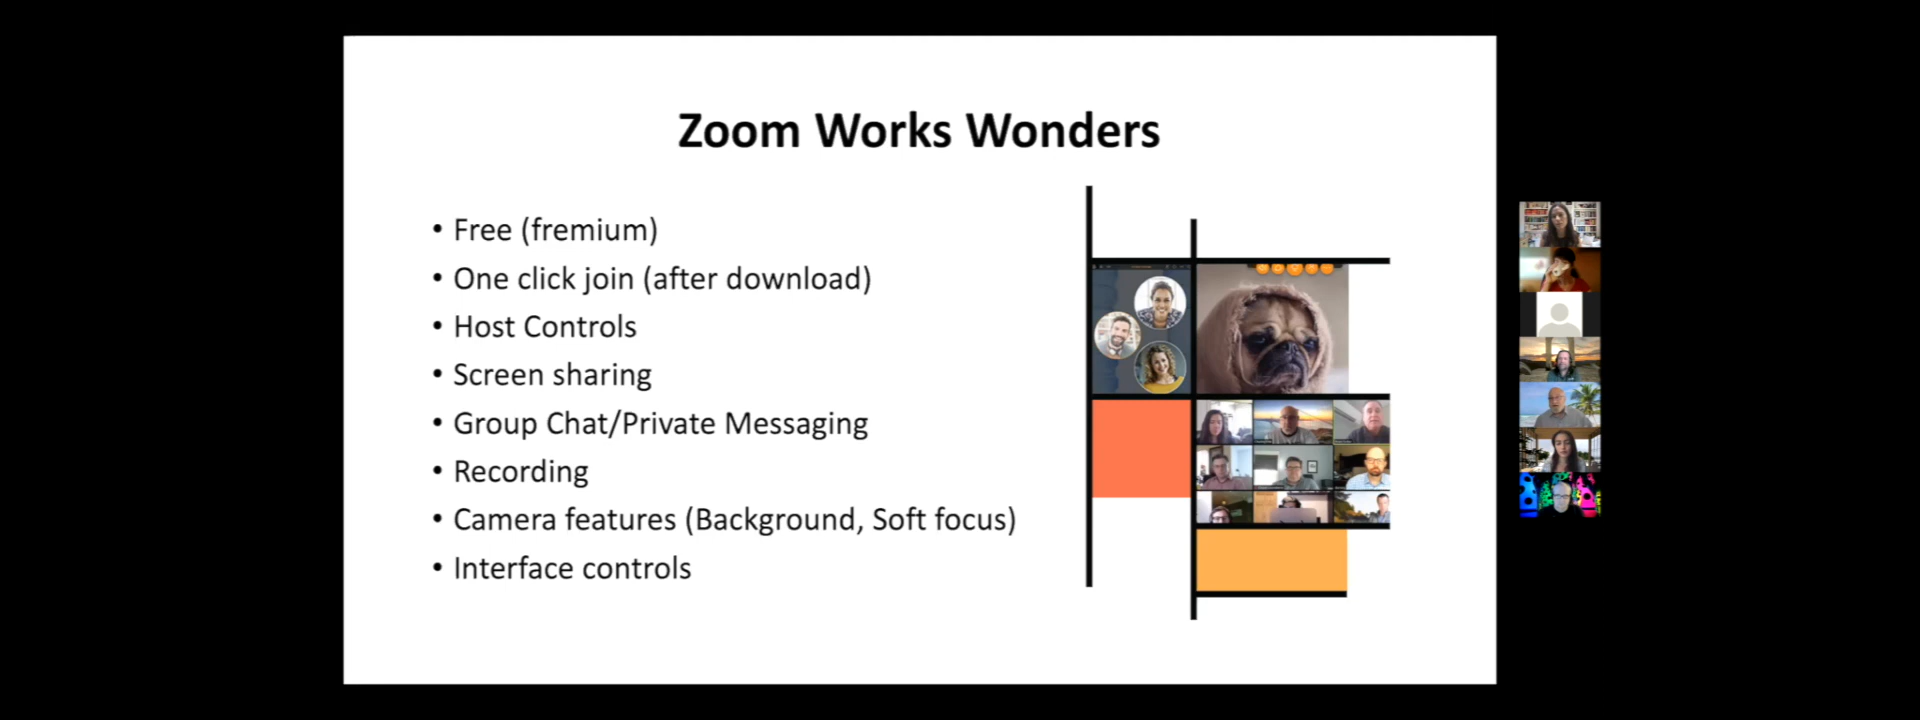 Zoom Works Wonders
• Free (fremium)
• One click join (after download)
• Host Controls
• Screen sharing
• Group Chat/Private Messaging
• Recording
• Camera features (Background, Soft focus)
• Interface controls